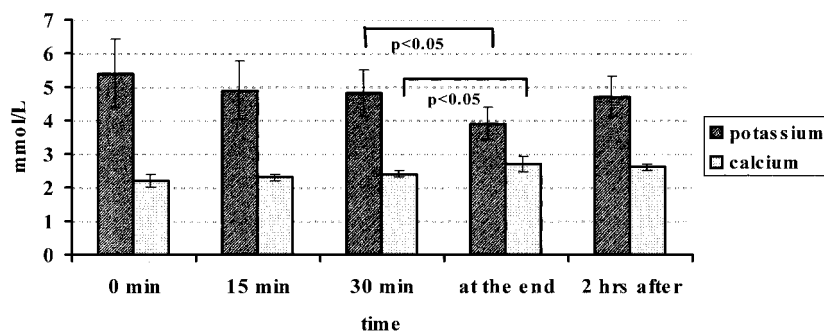 7
6
5
4
3
2
1
0
mmol/L
p<0.05
p<0.05
potassium
calcium
0 min 15 min 30 min at the end 2 hrs after
time